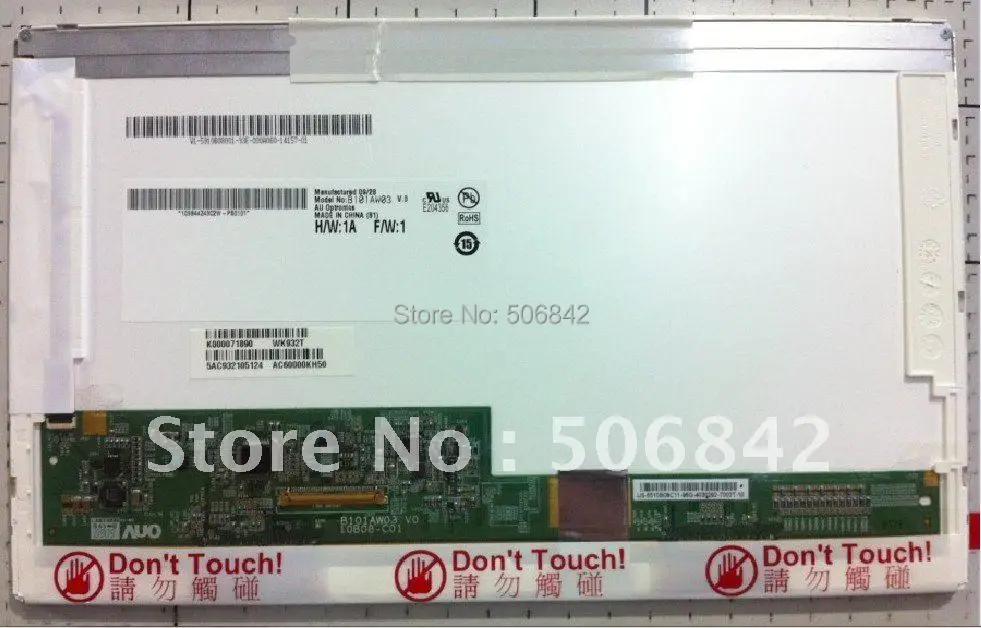 Manufactured 09/28
Model No: B101AW03 V.0
AU Optronics
MADE IN CHINA (S1)
H/W:1A F/W:1
c US
E204356
Pb
RoHS
15
Store No: 506842
K000071890 WK932T
5AC932105124 AC60000KH50
Store No : 506842
B101AW03 V0
AUO
Don't Touch!
請勿觸碰
Don't Touch!
請勿觸碰
Don't Touch!
請勿觸碰